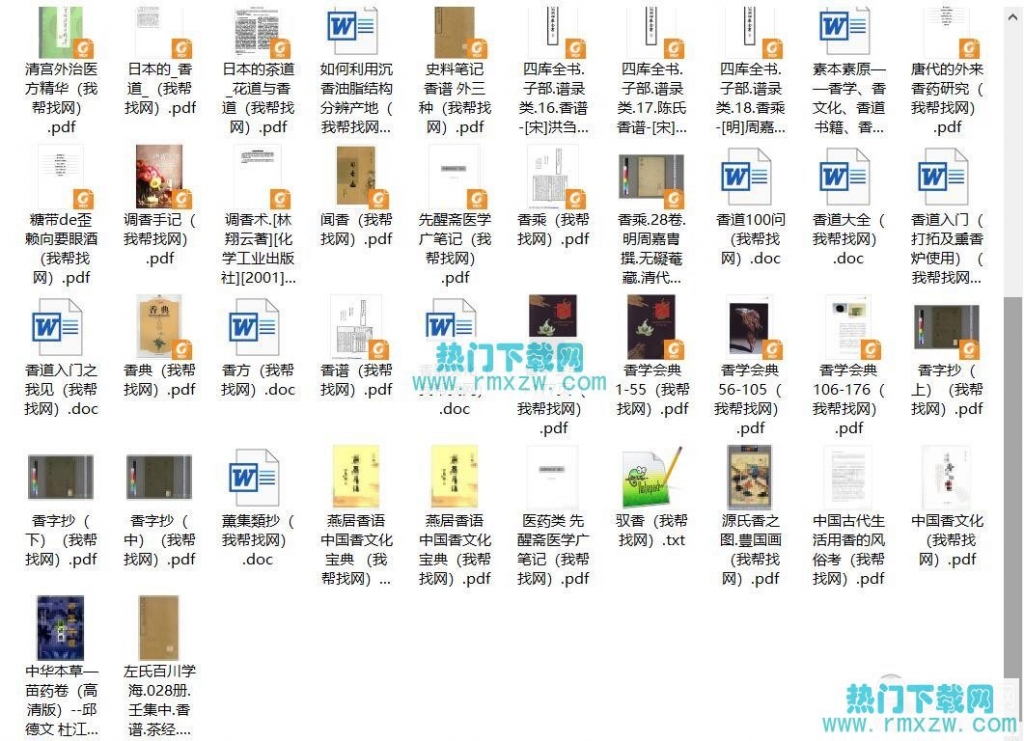 清宫外治医
方精华（我
帮找网）
.pdf
日本的_香
道_（我帮
找网）.pdf
日本的茶道
_花道与香
道（我帮找
网）.pdf
如何利用沉
香油脂结构
分辨产地（
我帮找网...
史料笔记
香谱 外三
种（我帮找
网）.pdf
四库全书.
子部.谱录
类.16.香谱
-[宋]洪刍...
四库全书.
子部.谱录
类.17.陈氏
香谱-[宋]...
四库全书.
子部.谱录
类.18.香乘
-[明]周嘉...
素本素原—
—香学、香
文化、香道
书籍、香...
唐代的外来
香药研究（
我帮找网）
.pdf
糖带de歪
赖向要眼酒
（我帮找
网）.pdf
调香手记（
我帮找网）
.pdf
调香术.[林
翔云著][化
学工业出版
社][2001]...
闻香（我帮
找网）.pdf
先醒斋医学
广笔记（我
帮找网）
.pdf
香乘（我帮
找网）.pdf
香乘.28卷.
明周嘉胄
撰.无礙菴
藏.清代...
香道100问
（我帮找
网）.doc
香道大全（
我帮找网）
.doc
香道入门（
打拓及薰香
炉使用）（
我帮找网...
香道入门之
我见（我帮
找网）.doc
香典（我帮
找网）.pdf
香方（我帮
找网）.doc
香谱（我帮
找网）.pdf
.doc
我帮找网）
.pdf
香学会典
1-55（我帮
找网）.pdf
香学会典
56-105（
我帮找网）
.pdf
香学会典
106-176（
我帮找网）
.pdf
香字抄（
上）（我帮
找网）.pdf
热门下载网
www.rmxzw.com
香字抄（
下）（我帮
找网）.pdf
香字抄（
中）（我帮
找网）.pdf
薰集類抄（
我帮找网）
.doc
燕居香语
中国香文化
宝典 （我
帮找网）...
燕居香语
中国香文化
宝典（我帮
找网）.pdf
医药类 先
醒斋医学广
笔记（我帮
找网）.pdf
驭香（我帮
找网）.txt
源氏香之
图.豊国画
（我帮找
网）.pdf
中国古代生
活用香的风
俗考（我帮
找网）.pdf
中国香文化
（我帮找
网）.pdf
中华本草—
苗药卷（高
清版）--邱
德文 杜江...
左氏百川学
海.028册.
壬集中.香
谱.茶经....
热门下载网
www.rmxzw.com